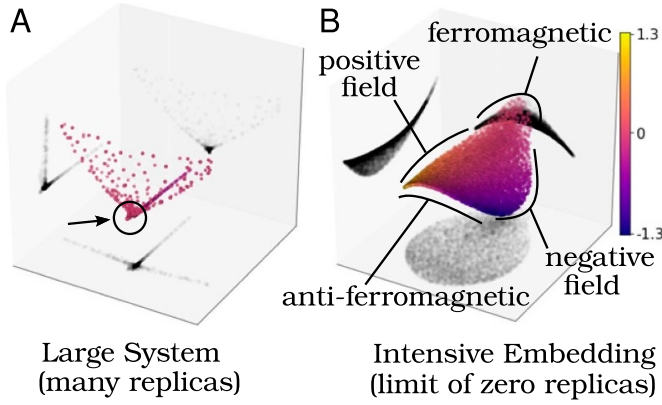 A
B
ferromagnetic
positive
field
1.3
0
-1.3
negative
field
anti-ferromagnetic
Large System
(many replicas)
Intensive Embedding
(limit of zero replicas)